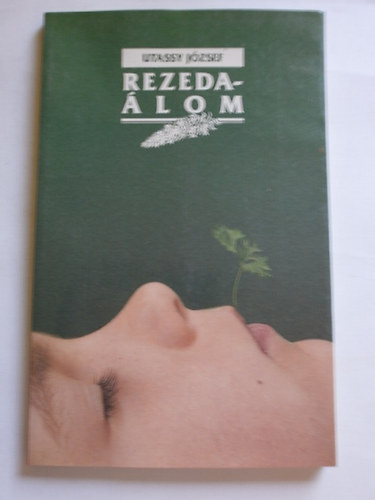 UTASSY JÓZSEF
REZEDA-
ÁLOM